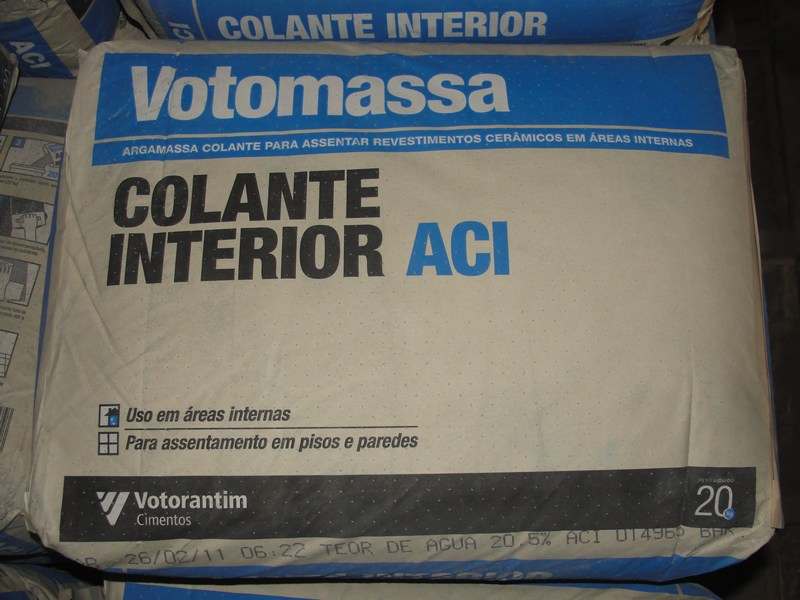 ACI COLANTE INTERIOR
Votomassa
ARGAMASSA COLANTE PARA ASSENTAR REVESTIMENTOS CERÂMICOS EM ÁREAS INTERNAS
COLANTE
INTERIOR ACI
Uso em áreas internas
Para assentamento em pisos e paredes
Votorantim
Cimentos
20
26/02/11 06:22 TEOR DE AGUA 20.5% ACI
ACI